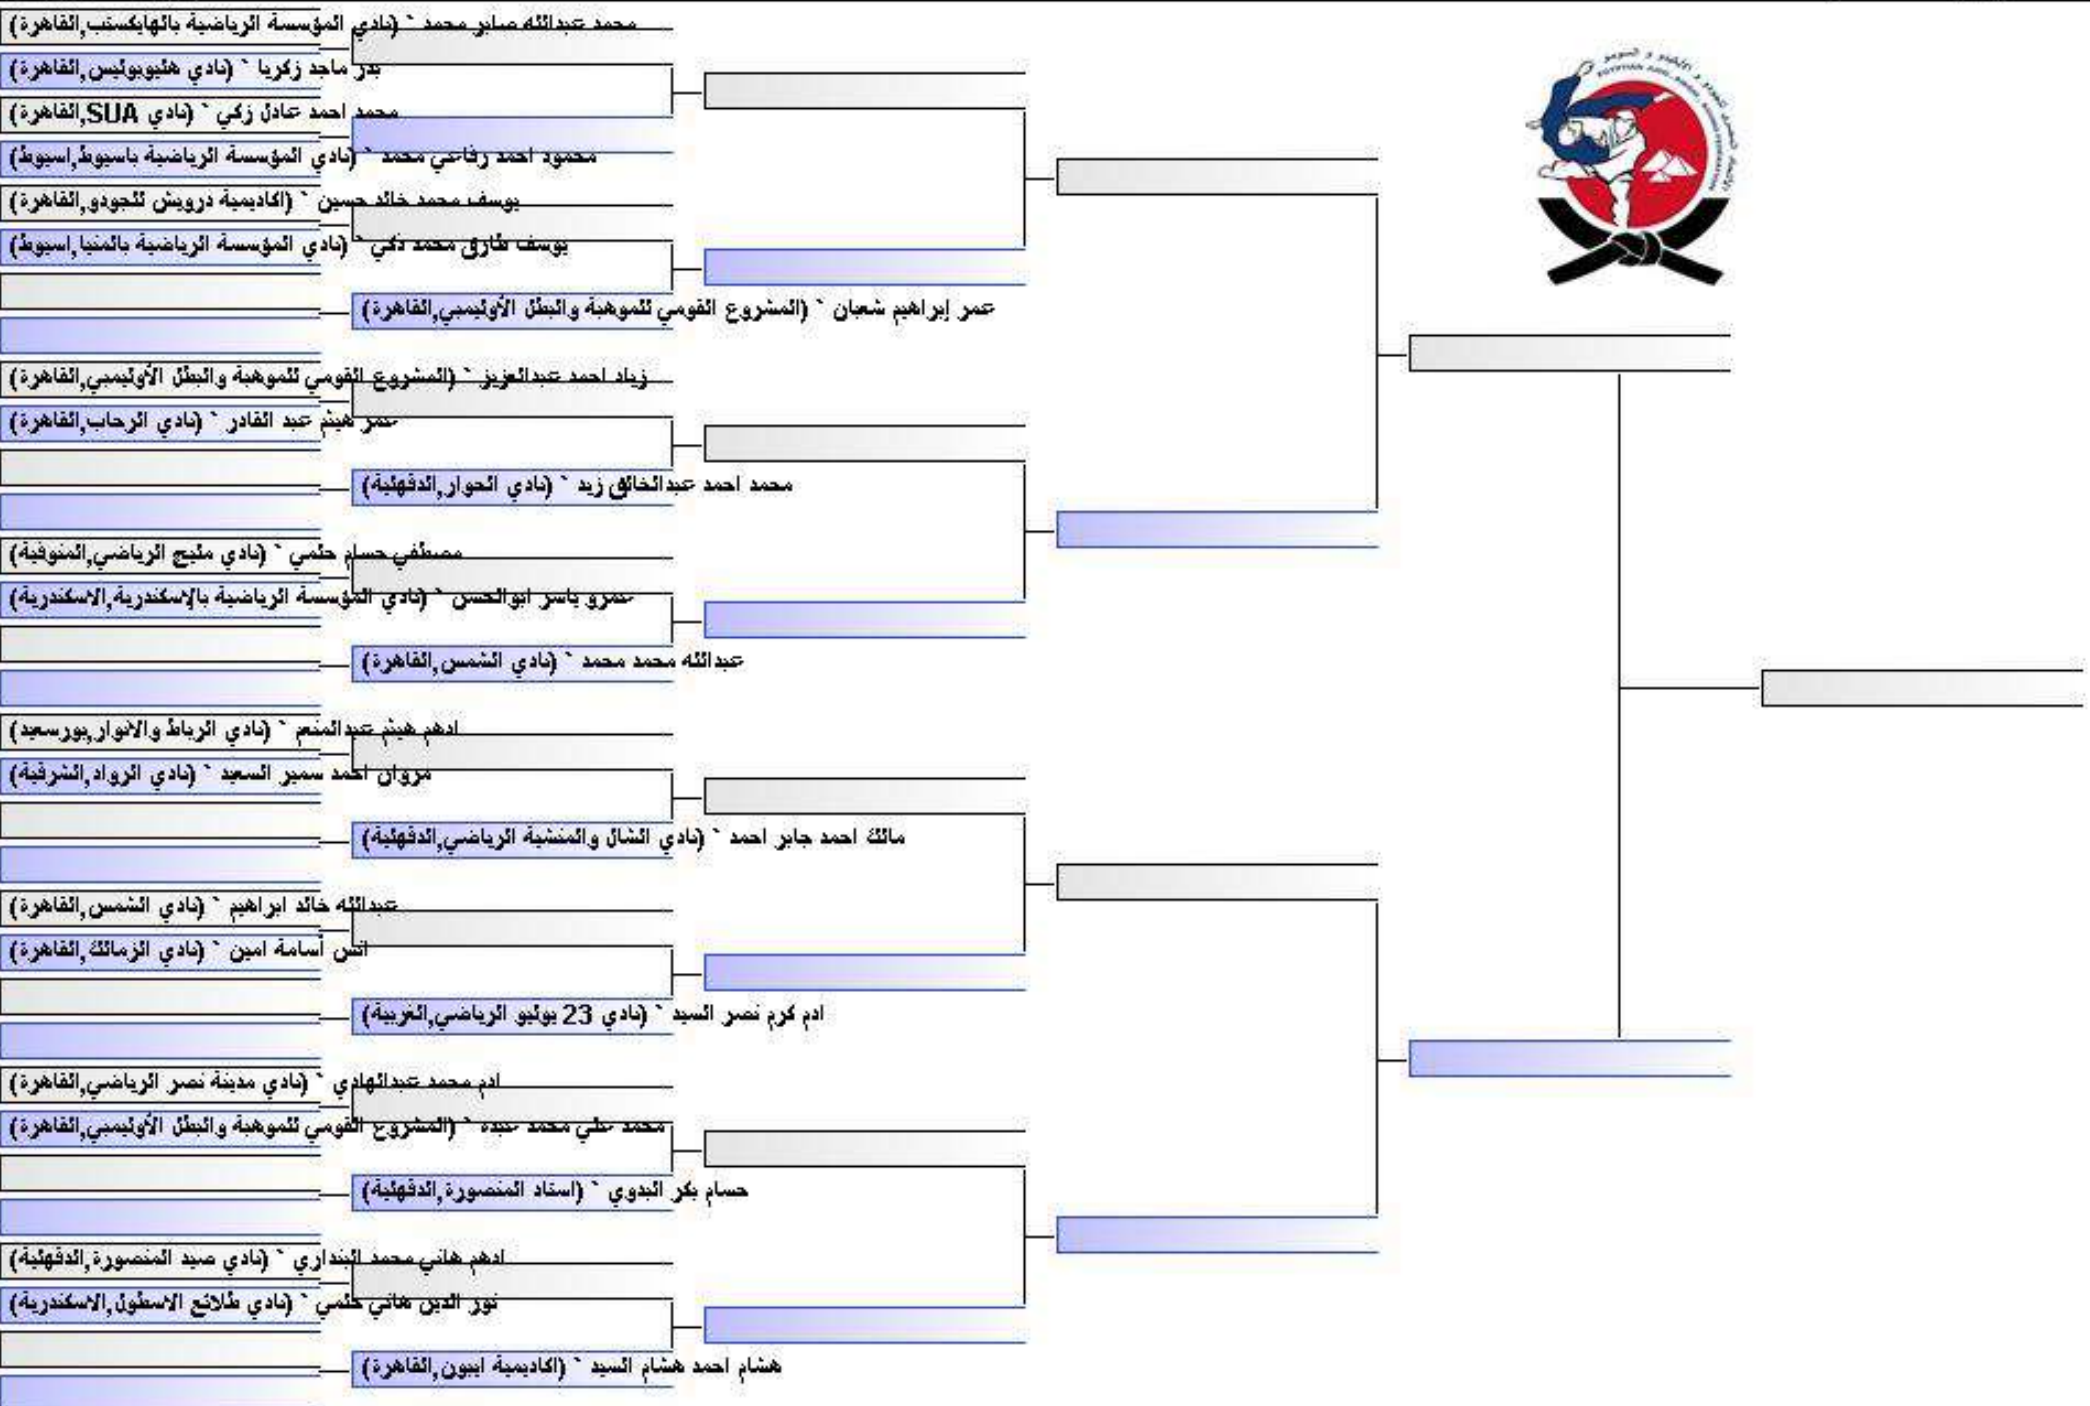 محمد عبدالله صابر محمد ` (نادي المؤسسة الرياضية بالهايكستب,القاهرة)
بدر ماجد زكريا ` (نادي هليوبوليس,القاهرة)
محمد احمد عادل زكي ` (نادي SUA,القاهرة)
محمود احمد رفاعي محمد ` (نادي المؤسسة الرياضية باسيوط,اسيوط)
يوسف محمد خالد حسين ` (اكاديمية درويش للجودو,القاهرة)
يوسف طارق محمد ذكي ` (نادي المؤسسة الرياضية بالمنيا,اسيوط)
عمر إبراهيم شعبان ` (المشروع القومي للموهبة والبطل الأوليمبي,القاهرة)
زياد احمد عبدالعزيز ` (المشروع القومي للموهبة والبطل الأوليمبي,القاهرة)
عمر هيثم عبد القادر ` (نادي الرحاب,القاهرة)
محمد احمد عبدالخالق زيد ` (نادي الحوار,الدقهلية)
مصطفي حسام حلمي ` (نادي مليج الرياضي,المنوفية)
عمرو ياسر ابوالحسن ` (نادي المؤسسة الرياضية بالإسكندرية,الاسكندرية)
عبدالله محمد محمد ` (نادي الشمس,القاهرة)
ادهم هيثم عبدالمنعم ` (نادي الرباط والانوار,بورسعيد)
مروان احمد سمير السعيد ` (نادي الرواد,الشرقية)
مالك احمد جابر احمد ` (نادي الشال والمنشية الرياضي,الدقهلية)
عبدالله خالد ابراهيم ` (نادي الشمس,القاهرة)
انس أسامة امين ` (نادي الزمالك,القاهرة)
ادم كرم نصر السيد ` (نادي 23 يوليو الرياضي,الغربية)
ادم محمد عبدالهادي ` (نادي مدينة نصر الرياضي,القاهرة)
محمد علي محمد عبده ` (المشروع القومي للموهبة والبطل الأوليمبي,القاهرة)
حسام بكر البدوي ` (استاد المنصورة,الدقهلية)
ادهم هاني محمد البنداري ` (نادي صيد المنصورة,الدقهلية)
نور الدين هاني حلمي ` (نادي طلائع الاسطول,الاسكندرية)
هشام احمد هشام السيد ` (اكاديمية ايبون,القاهرة)